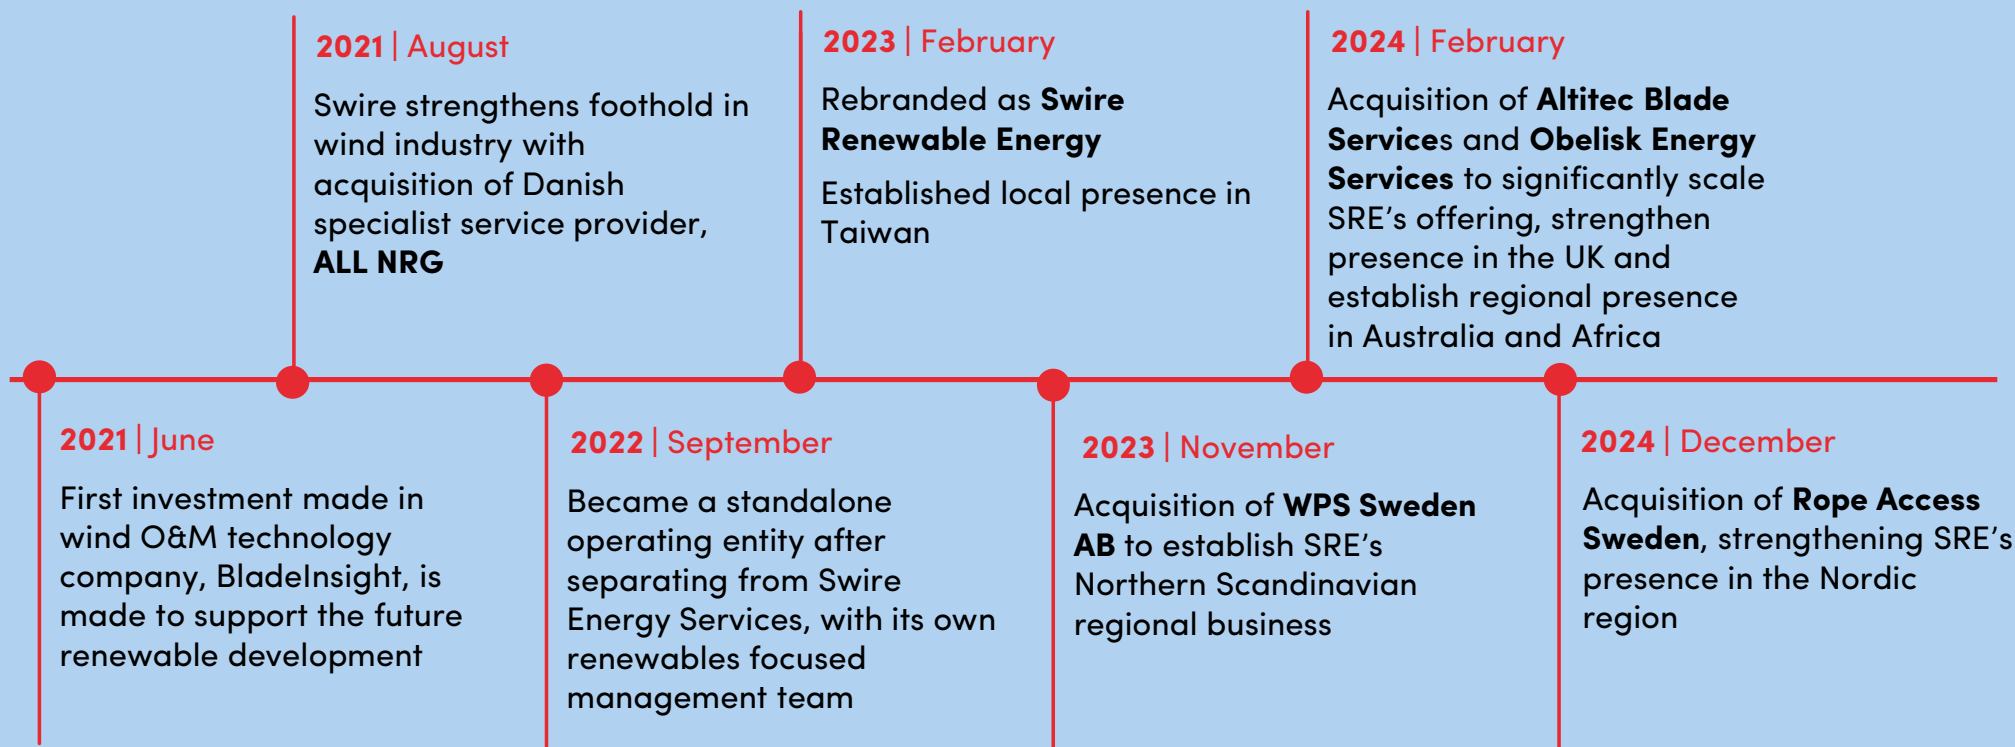 2021 | August
Swire strengthens foothold in
wind industry with
acquisition of Danish
specialist service provider,
ALL NRG
2023 | February
Rebranded as Swire
Renewable Energy
Established local presence in
Taiwan
2024 | February
Acquisition of Altitec Blade
Services and Obelisk Energy
Services to significantly scale
SRE's offering, strengthen
presence in the UK and
establish regional presence
in Australia and Africa
2021 | June
First investment made in
wind O&M technology
company, BladeInsight, is
made to support the future
renewable development
2022 | September
Became a standalone
operating entity after
separating from Swire
Energy Services, with its own
renewables focused
management team
2023 | November
Acquisition of WPS Sweden
AB to establish SRE's
Northern Scandinavian
regional business
2024 | December
Acquisition of Rope Access
Sweden, strengthening SRE's
presence in the Nordic
region